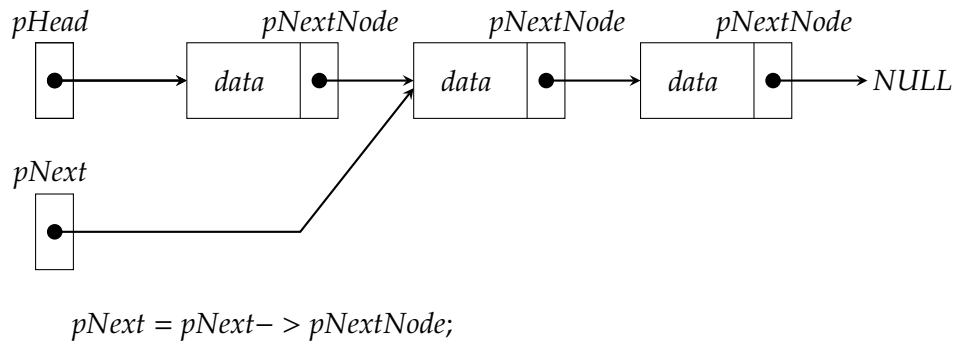 pHead pNextNode pNextNode pNextNode
data data data NULL
pNext
pNext = pNext− > pNextNode;